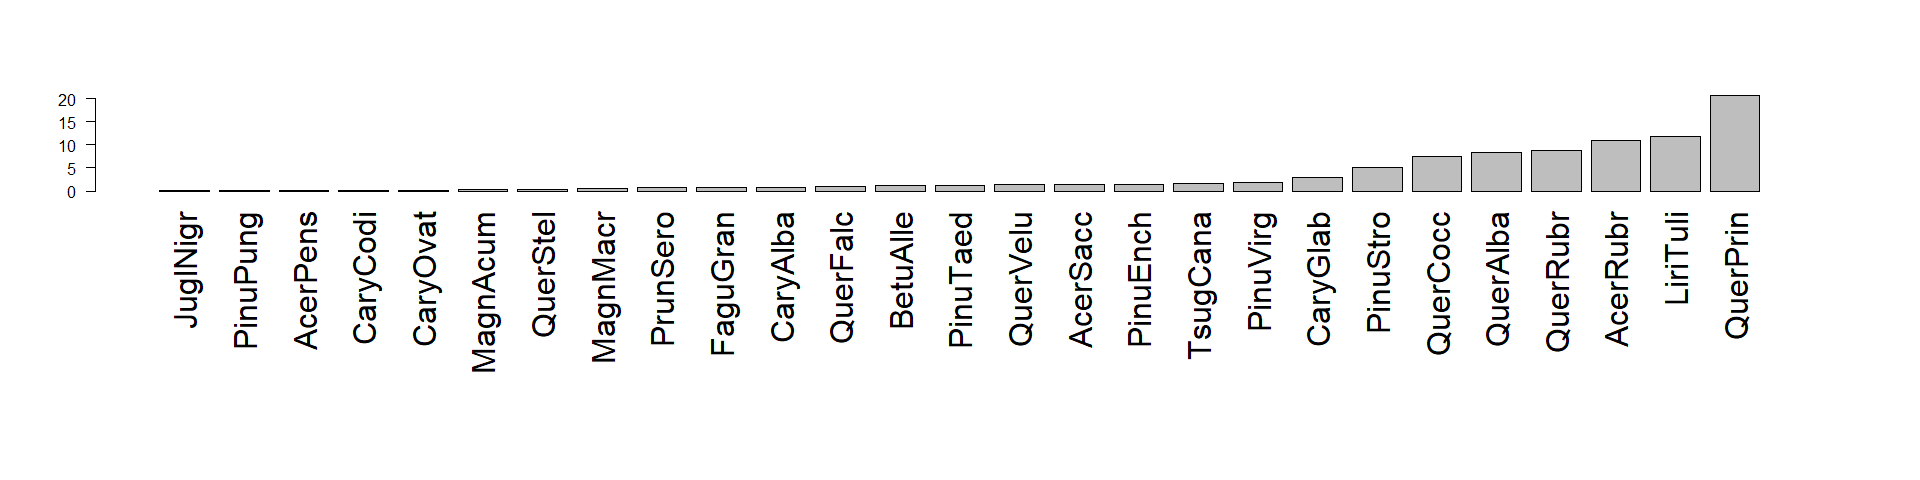 20
15
10
5
0
JuglNigr
PinuPung
AcerPens
CaryCodi
CaryOvat
MagnAcum
QuerStel
MagnMacr
PrunSero
FaguGran
CaryAlba
QuerFalc
BetuAlle
PinuTaed
QuerVelu
AcerSacc
PinuEnch
TsugCana
PinuVirg
CaryGlab
PinuStro
QuerCocc
QuerAlba
QuerRubr
AcerRubr
LiriTuli
QuerPrin